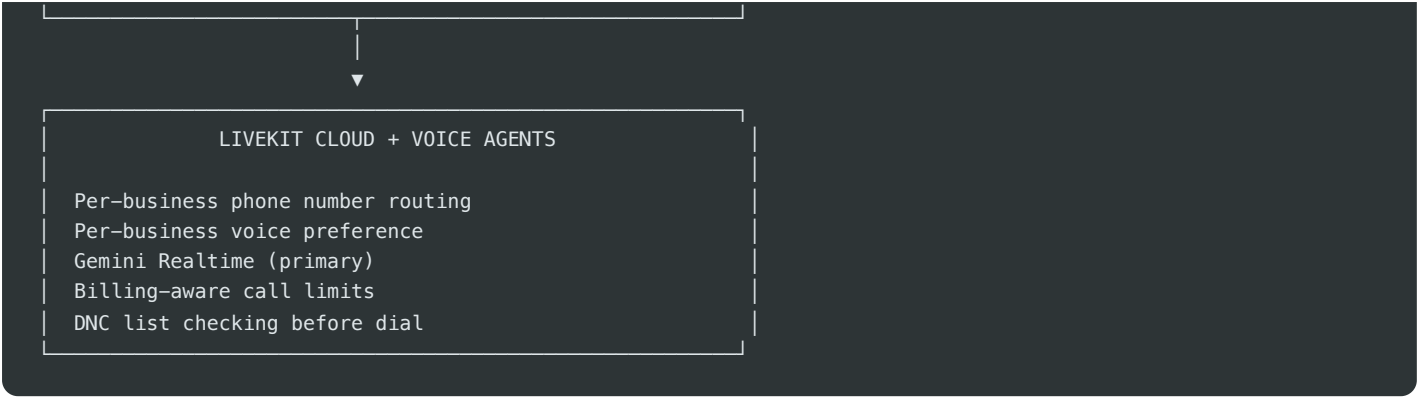 LIVEKIT CLOUD + VOICE AGENTS
Per-business phone number routing
Per-business voice preference
Gemini Realtime (primary)
Billing-aware call limits
DNC list checking before dial